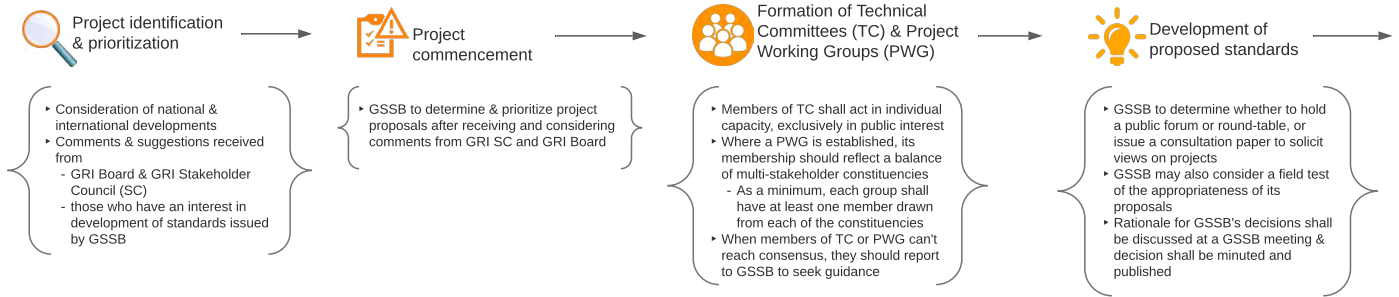 Project identification
& prioritization
‣ Consideration of national &
international developments
‣ Comments & suggestions received
from
- GRI Board & GRI Stakeholder
Council (SC)
- those who have an interest in
development of standards issued
by GSSB
Project
commencement
‣ GSSB to determine & prioritize project
proposals after receiving and considering
comments from GRI SC and GRI Board
Formation of Technical
Committees (TC) & Project
Working Groups (PWG)
‣ Members of TC shall act in individual
capacity, exclusively in public interest
‣ Where a PWG is established, its
membership should reflect a balance
of multi-stakeholder constituencies
- As a minimum, each group shall
have at least one member drawn
from each of the constituencies
‣ When members of TC or PWG can't
reach consensus, they should report
to GSSB to seek guidance
Development of
proposed standards
‣ GSSB to determine whether to hold
a public forum or round-table, or
issue a consultation paper to solicit
views on projects
‣ GSSB may also consider a field test
of the appropriateness of its
proposals
‣ Rationale for GSSB's decisions shall
be discussed at a GSSB meeting &
decision shall be minuted and
published